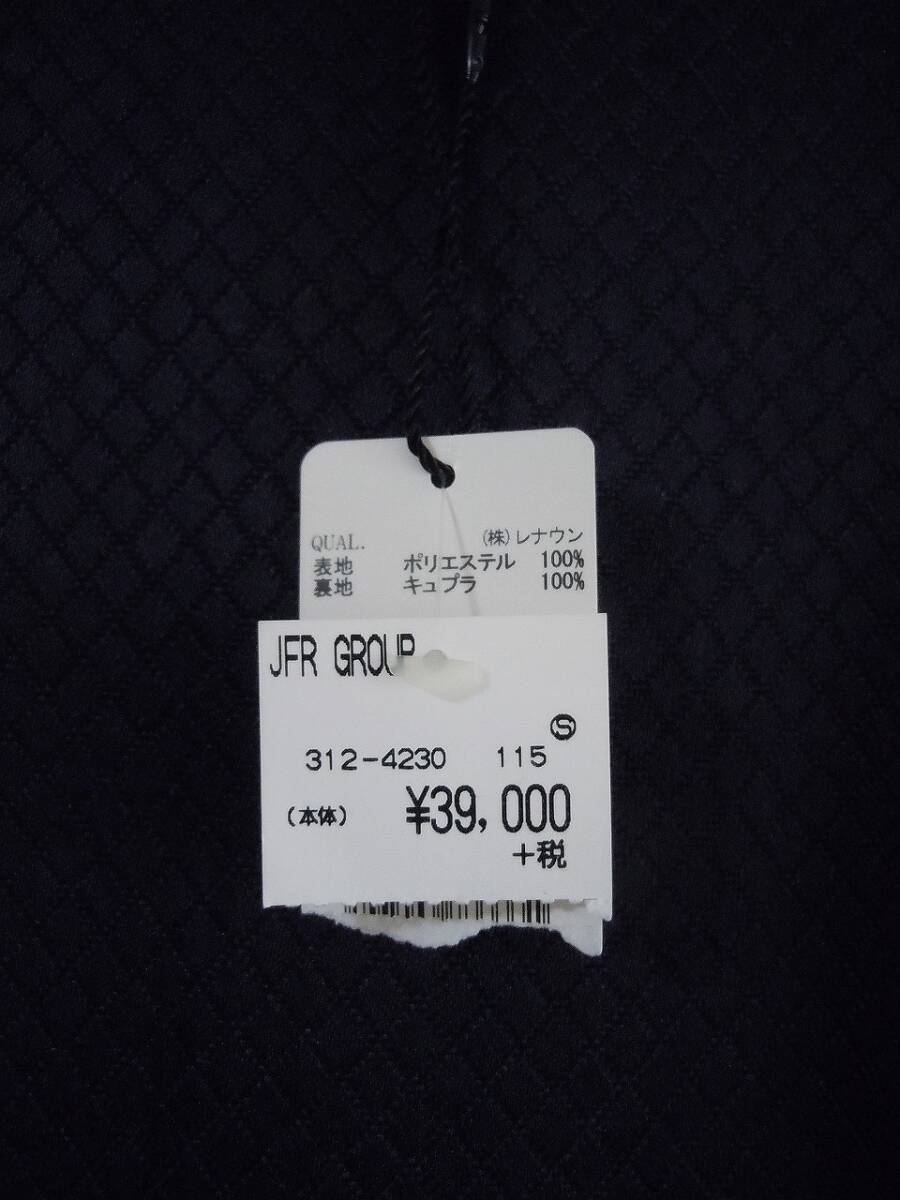 QUAL. (株)レナウン
表地 ポリエステル 100%
裏地 キュプラ 100%
JFR GROUP
Ⓢ
312-4230 115
(本体) ¥39,000
+税